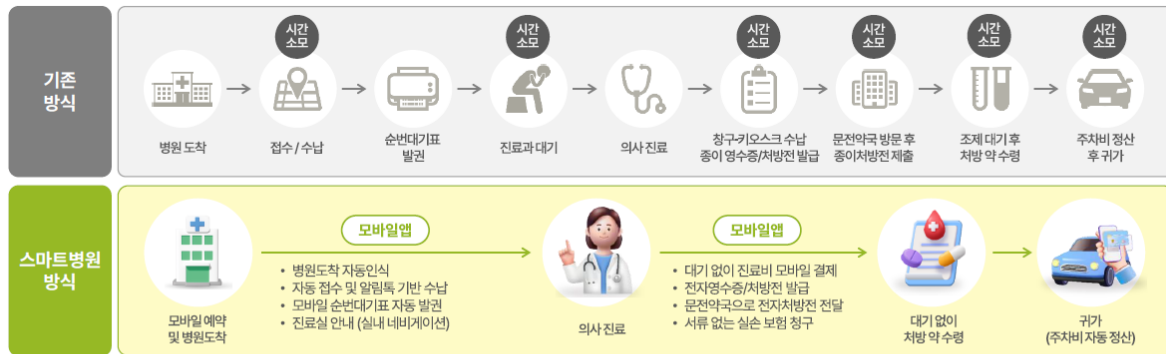 기존
방식
시간
소모
시간
소모
시간
소모
시간
소모
시간
소모
시간
소모
병원 도착
접수 / 수납
순번대기표
발권
진료과 대기
의사 진료
창구-키오스크 수납
종이 영수증/처방전 발급
문전약국 방문 후
종이처방전 제출
조제 대기 후
처방 약 수령
주차비 정산
후 귀가
스마트병원
방식
모바일 예약
및 병원도착
모바일앱
• 병원도착 자동인식
• 자동 접수 및 알림톡 기반 수납
• 모바일 순번대기표 자동 발권
• 진료실 안내 (실내 네비게이션)
의사 진료
모바일앱
• 대기 없이 진료비 모바일 결제
• 전자영수증/처방전 발급
• 문전약국으로 전자처방전 전달
• 서류 없는 실손 보험 청구
대기 없이
처방 약 수령
귀가
(주차비 자동 정산)